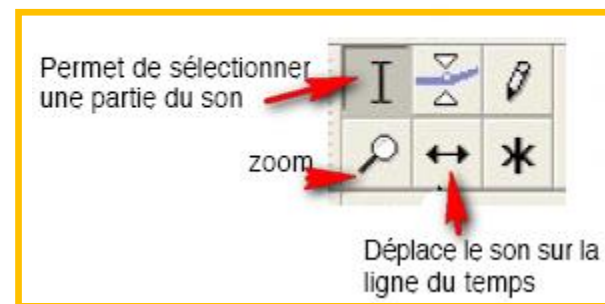 Permet de sélectionner
une partie du son
zoom
Déplace le son sur la
ligne du temps